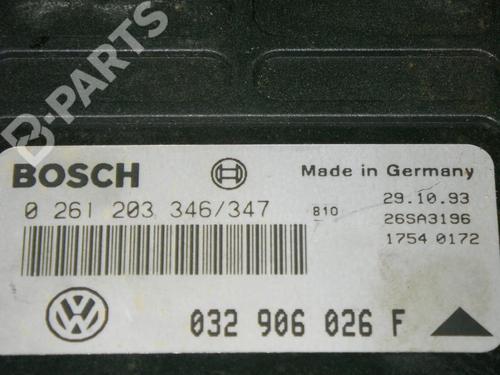 B-PARTS
BOSCH
Made in Germany
0 261 203 346/347
810
29.10.93
26SA3196
1754 0172
032 906 026 F